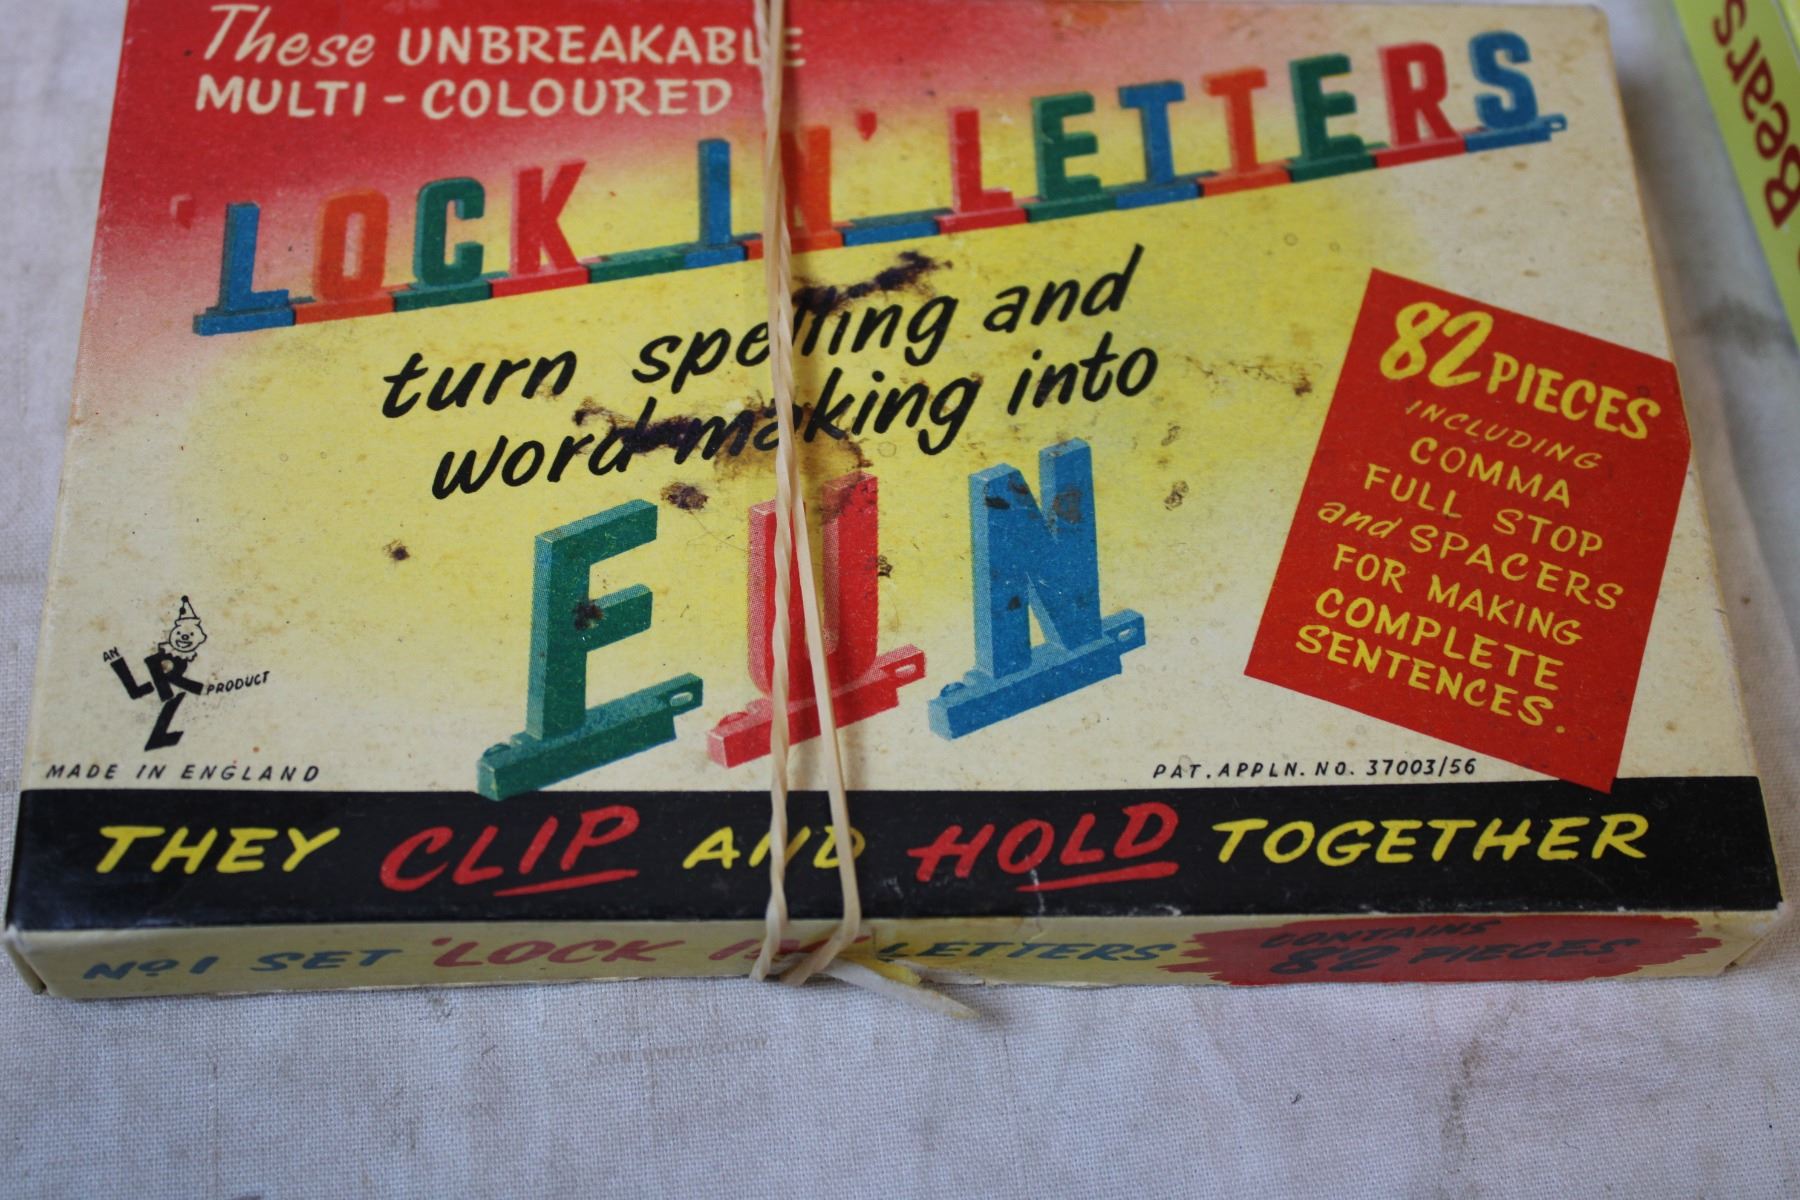 These UNBREAKABLE
MULTI-COLOURED
'LOCK IN' LETTERS
turn spelling and
word making into
FUN
82 PIECES
INCLUDING
COMMA
FULL STOP
and SPACERS
FOR MAKING
COMPLETE
SENTENCES.
AN LRL PRODUCT
MADE IN ENGLAND
PAT. APPLN. NO. 37003/56
THEY CLIP AND HOLD TOGETHER
No 1 SET 'LOCK IN' LETTERS
CONTAINS
82 PIECES
Bears